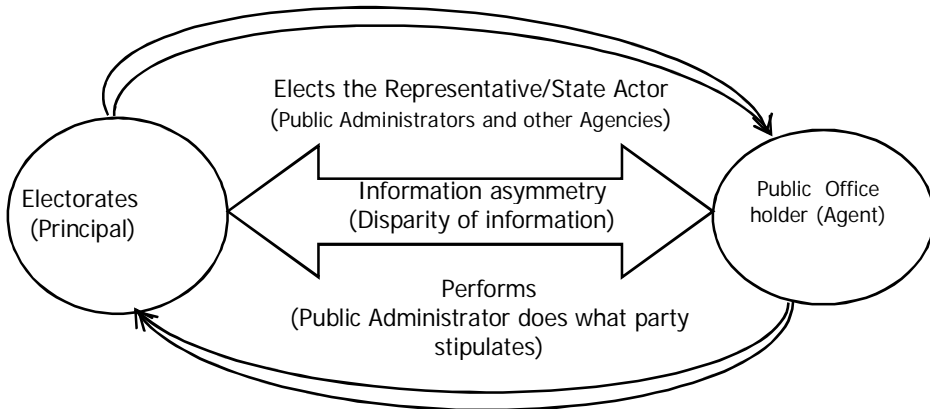 Elects the Representative/State Actor
(Public Administrators and other Agencies)
Electorates
(Principal)
Information asymmetry
(Disparity of information)
Public Office
holder (Agent)
Performs
(Public Administrator does what party
stipulates)